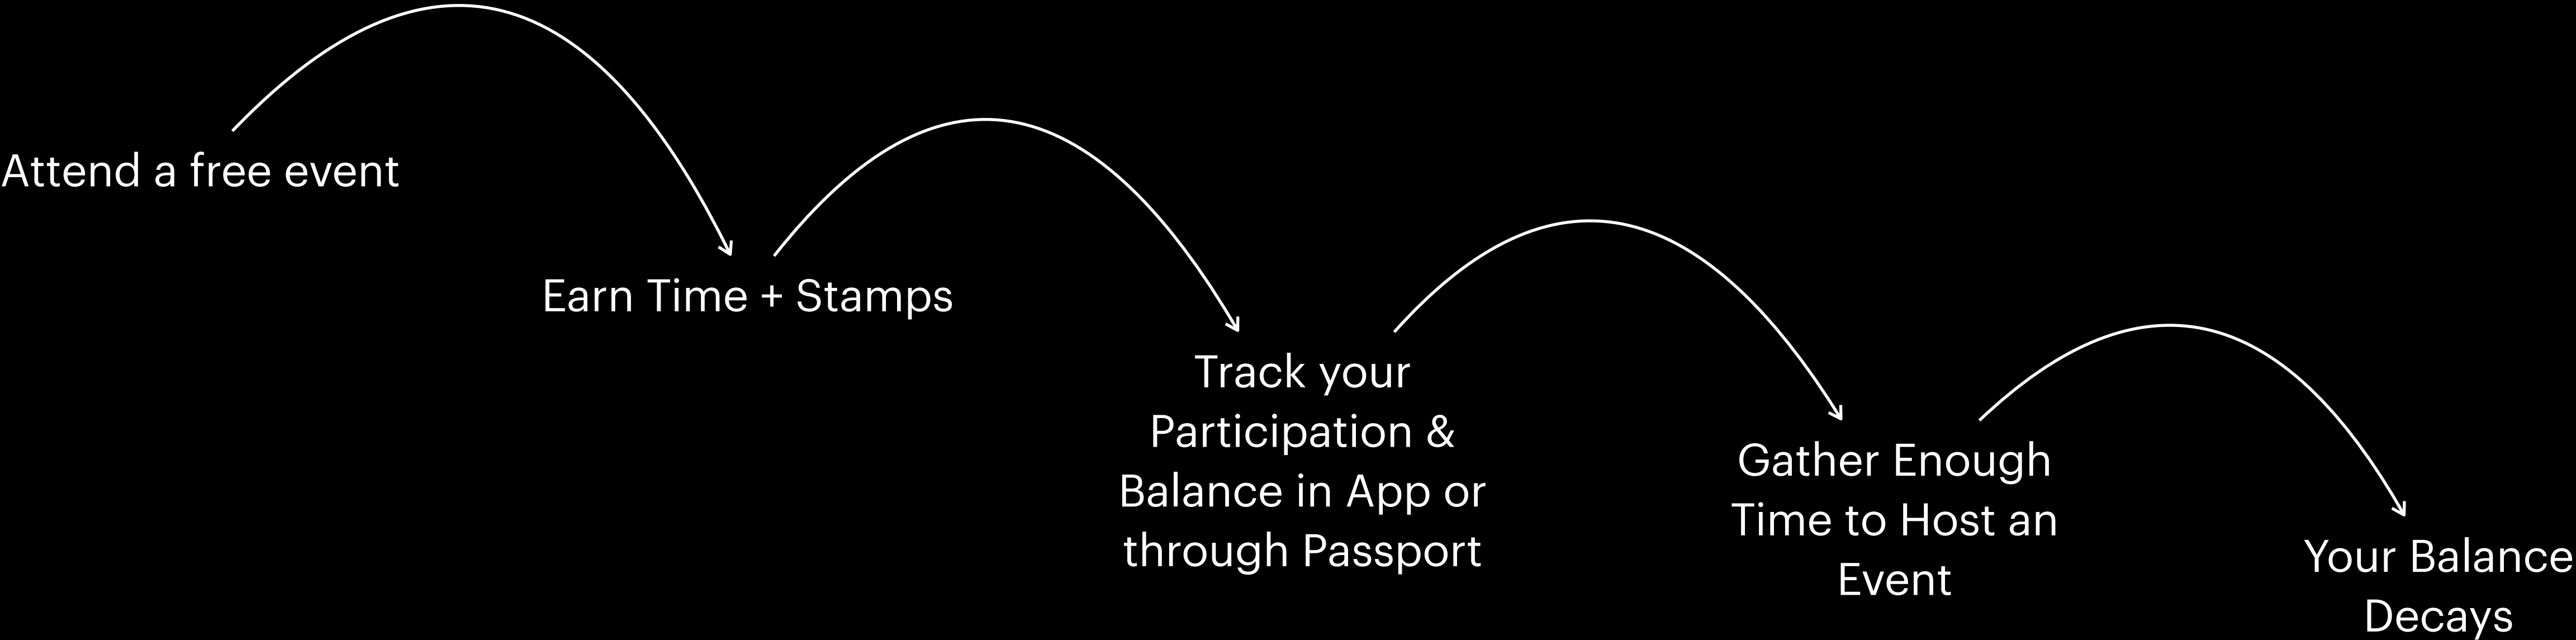 Attend a free event
Earn Time + Stamps
Track your
Participation &
Balance in App or
through Passport
Gather Enough
Time to Host an
Event
Your Balance
Decays